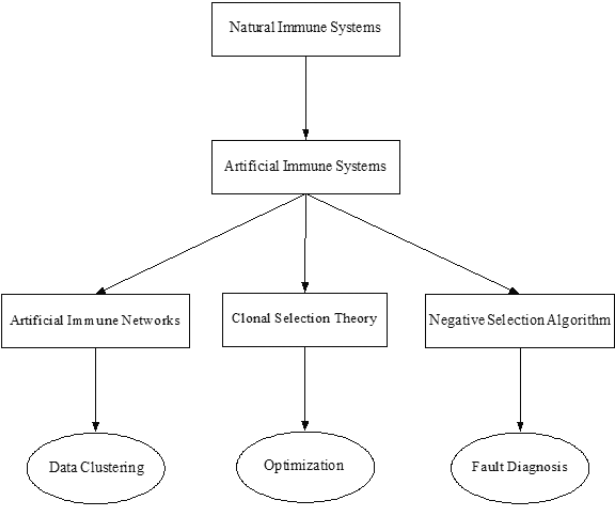 Natural Immune Systems
Artificial Immune Systems
Artificial Immune Networks
Clonal Selection Theory
Negative Selection Algorithm
Data Clustering
Optimization
Fault Diagnosis